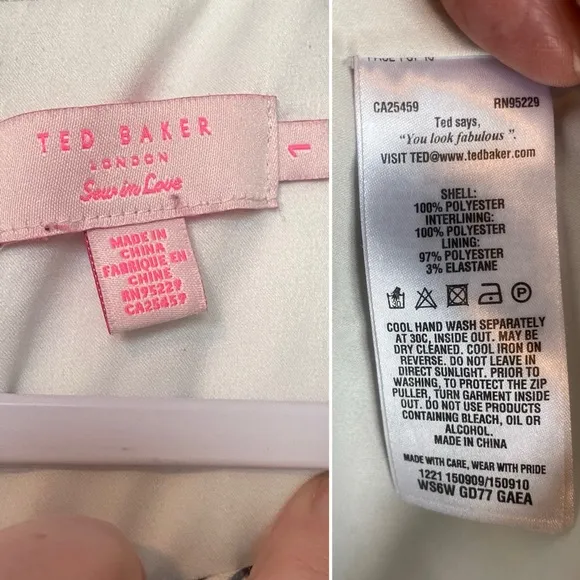 TED BAKER
LONDON
Sew in Love
1
MADE IN
CHINA
FABRIQUE EN
CHINE
RN95229
CA25459
CA25459 RN95229
Ted says,
"You look fabulous".
VISIT TED@www.tedbaker.com
SHELL:
100% POLYESTER
INTERLINING:
100% POLYESTER
LINING:
97% POLYESTER
3% ELASTANE
P
COOL HAND WASH SEPARATELY
AT 30C, INSIDE OUT. MAY BE
DRY CLEANED. COOL IRON ON
REVERSE. DO NOT LEAVE IN
DIRECT SUNLIGHT. PRIOR TO
WASHING, TO PROTECT THE ZIP
PULLER, TURN GARMENT INSIDE
OUT. DO NOT USE PRODUCTS
CONTAINING BLEACH, OIL OR
ALCOHOL.
MADE IN CHINA
MADE WITH CARE, WEAR WITH PRIDE
1221 150909/150910
WS6W GD77 GAEA